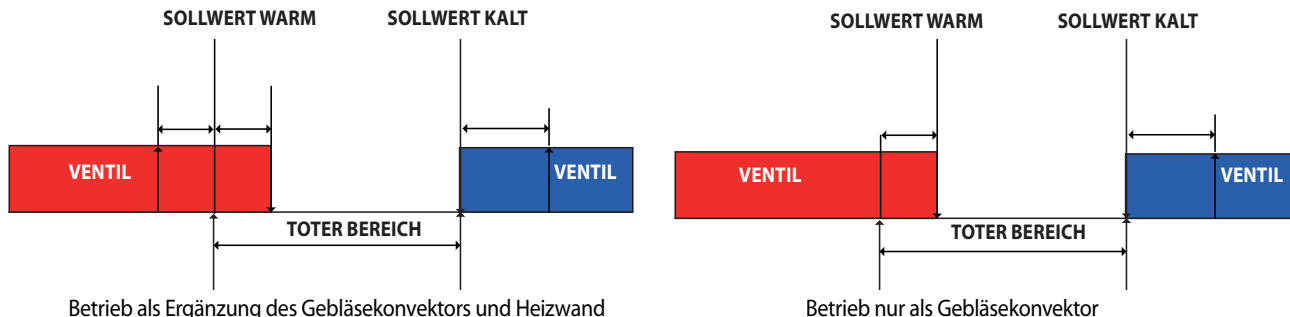 SOLLWERT WARM
SOLLWERT KALT
VENTIL
VENTIL
TOTER BEREICH
Betrieb als Ergänzung des Gebläsekonvektors und Heizwand
SOLLWERT WARM
SOLLWERT KALT
VENTIL
VENTIL
TOTER BEREICH
Betrieb nur als Gebläsekonvektor